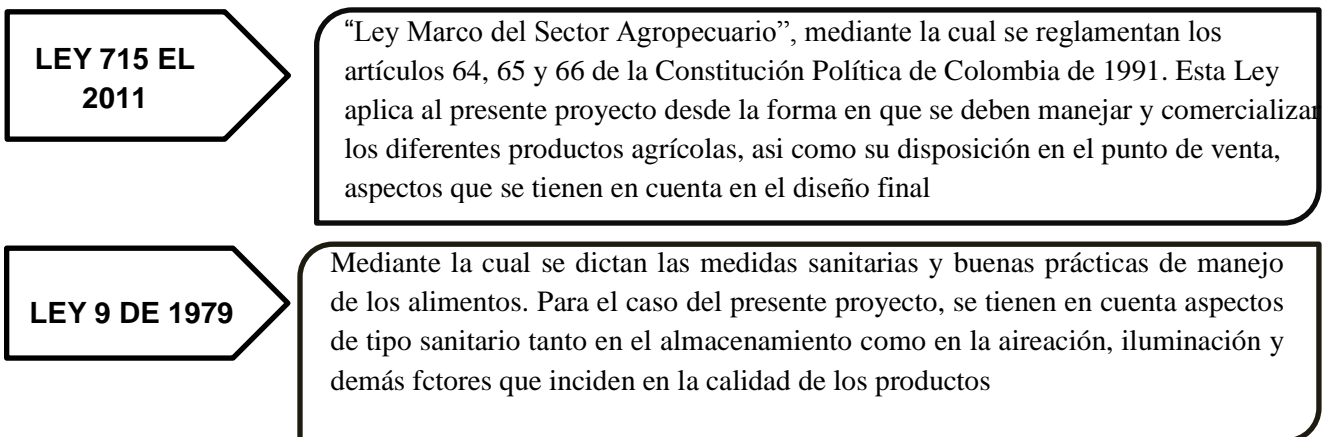 LEY 715 EL
2011
“Ley Marco del Sector Agropecuario”, mediante la cual se reglamentan los
artículos 64, 65 y 66 de la Constitución Política de Colombia de 1991. Esta Ley
aplica al presente proyecto desde la forma en que se deben manejar y comercializar
los diferentes productos agrícolas, asi como su disposición en el punto de venta,
aspectos que se tienen en cuenta en el diseño final
LEY 9 DE 1979
Mediante la cual se dictan las medidas sanitarias y buenas prácticas de manejo
de los alimentos. Para el caso del presente proyecto, se tienen en cuenta aspectos
de tipo sanitario tanto en el almacenamiento como en la aireación, iluminación y
demás fctores que inciden en la calidad de los productos